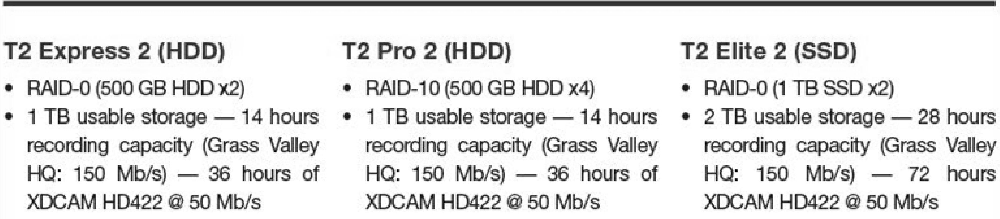 T2 Express 2 (HDD)
• RAID-0 (500 GB HDD x2)
• 1 TB usable storage — 14 hours
recording capacity (Grass Valley
HQ: 150 Mb/s) — 36 hours of
XDCAM HD422 @ 50 Mb/s
T2 Pro 2 (HDD)
• RAID-10 (500 GB HDD x4)
• 1 TB usable storage — 14 hours
recording capacity (Grass Valley
HQ: 150 Mb/s) — 36 hours of
XDCAM HD422 @ 50 Mb/s
T2 Elite 2 (SSD)
• RAID-0 (1 TB SSD x2)
• 2 TB usable storage — 28 hours
recording capacity (Grass Valley
HQ: 150 Mb/s) — 72 hours
XDCAM HD422 @ 50 Mb/s